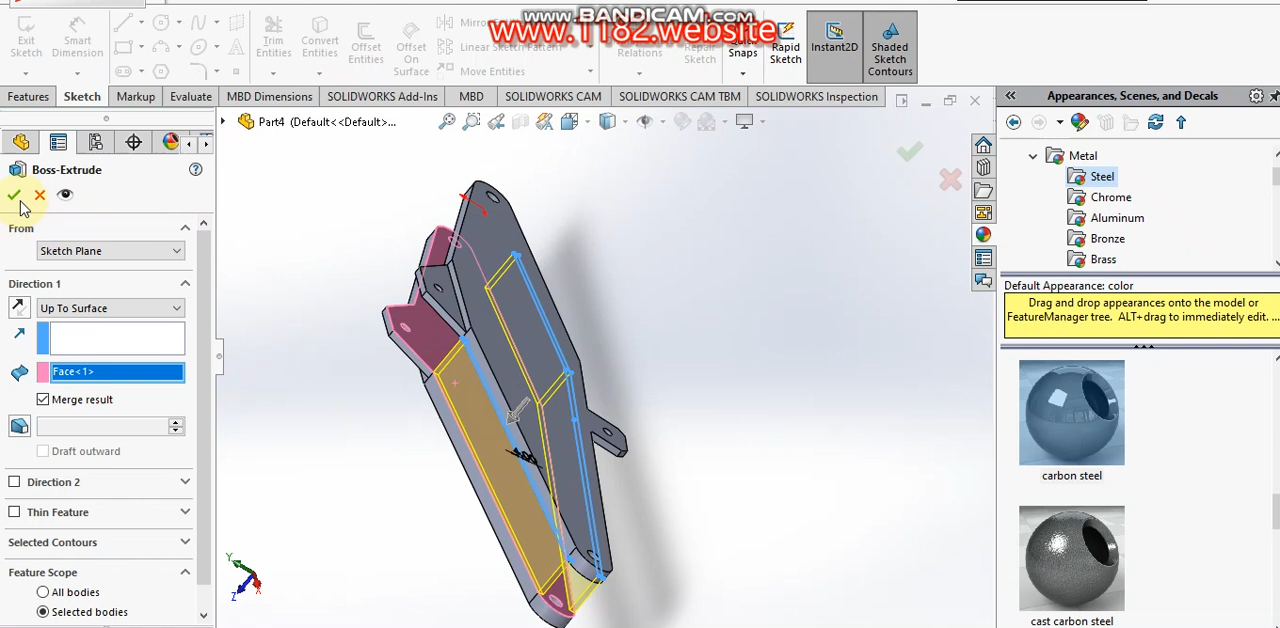 www.BANDICAM.com
www.1182.website
Exit Sketch
Smart Dimension
Trim Entities
Convert Entities
Offset Entities
Offset On Surface
Mirror
Linear Sketch Pattern
Move Entities
Relations
Repair Sketch
Quick Snaps
Rapid Sketch
Instant2D
Shaded Sketch Contours
Features
Sketch
Markup
Evaluate
MBD Dimensions
SOLIDWORKS Add-Ins
MBD
SOLIDWORKS CAM
SOLIDWORKS CAM TBM
SOLIDWORKS Inspection
Appearances, Scenes, and Decals
Part4 (Default<<Default>...
Boss-Extrude
From
Sketch Plane
Direction 1
Up To Surface
Face<1>
Merge result
Draft outward
Direction 2
Thin Feature
Selected Contours
Feature Scope
All bodies
Selected bodies
Y
Z
X
Metal
Steel
Chrome
Aluminum
Bronze
Brass
Default Appearance: color
Drag and drop appearances onto the model or
FeatureManager tree. ALT+drag to immediately edit. ...
carbon steel
cast carbon steel